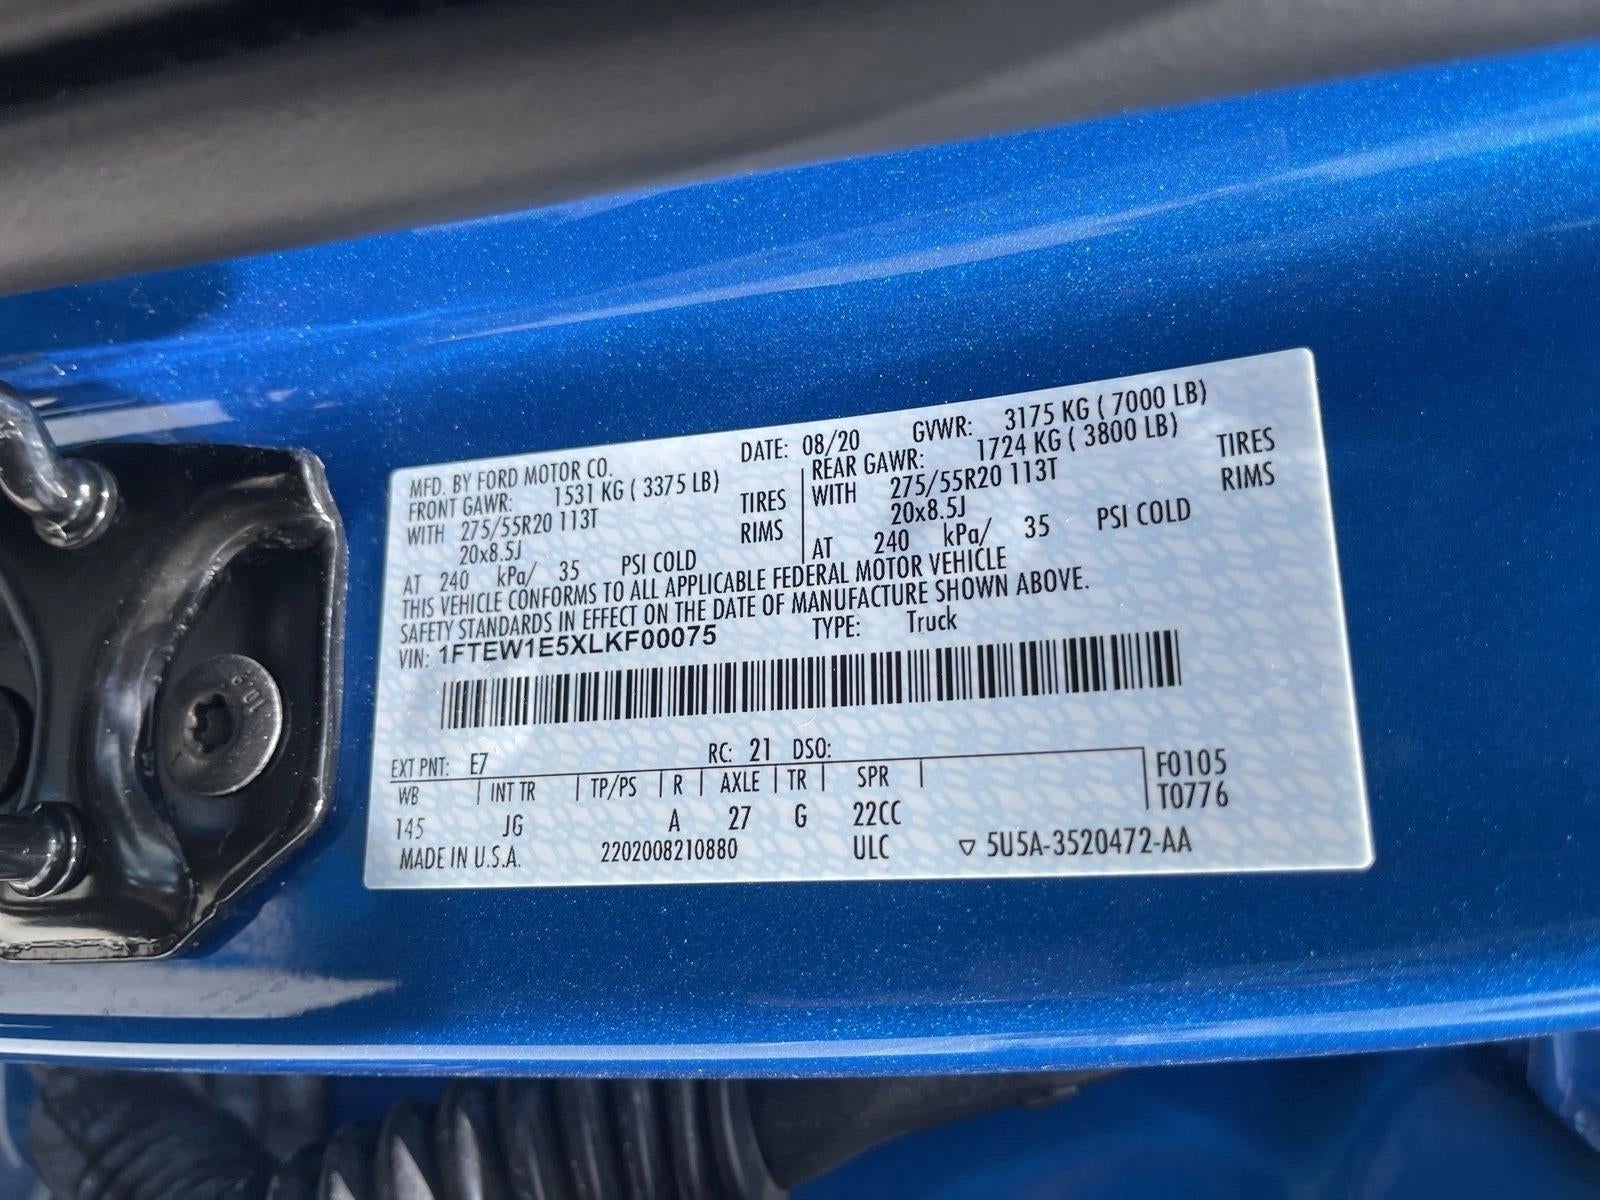 MFD. BY FORD MOTOR CO. DATE: 08/20 GVWR: 3175 KG ( 7000 LB)
FRONT GAWR: 1531 KG ( 3375 LB) REAR GAWR: 1724 KG ( 3800 LB)
WITH 275/55R20 113T TIRES WITH 275/55R20 113T TIRES
20x8.5J RIMS 20x8.5J RIMS
AT 240 kPa/ 35 PSI COLD AT 240 kPa/ 35 PSI COLD
THIS VEHICLE CONFORMS TO ALL APPLICABLE FEDERAL MOTOR VEHICLE
SAFETY STANDARDS IN EFFECT ON THE DATE OF MANUFACTURE SHOWN ABOVE.
VIN: 1FTEW1E5XLKF00075 TYPE: Truck
EXT PNT: E7 RC: 21 DSO:
WB INT TR TP/PS R AXLE TR SPR F0105
145 JG A 27 G 22CC T0776
MADE IN U.S.A. 2202008210880 ULC ▽ 5U5A-3520472-AA
10.9